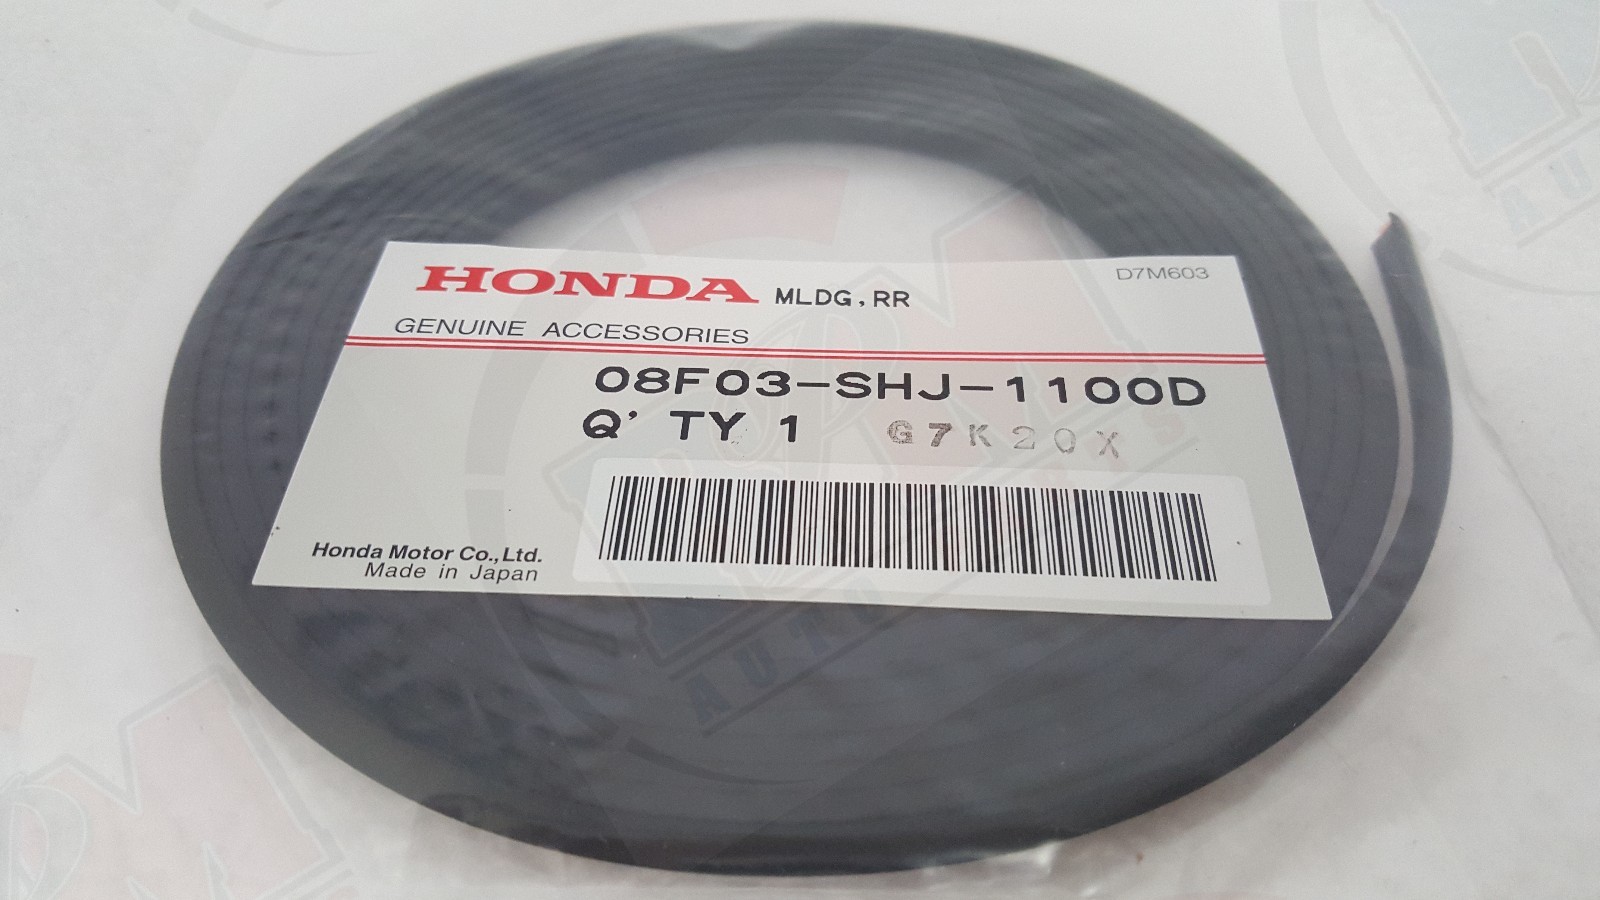 HONDA MLDG,RR
D7M603
GENUINE ACCESSORIES
08F03-SHJ-1100D
Q'TY 1 G7K20X
Honda Motor Co.,Ltd.
Made in Japan
AUTO